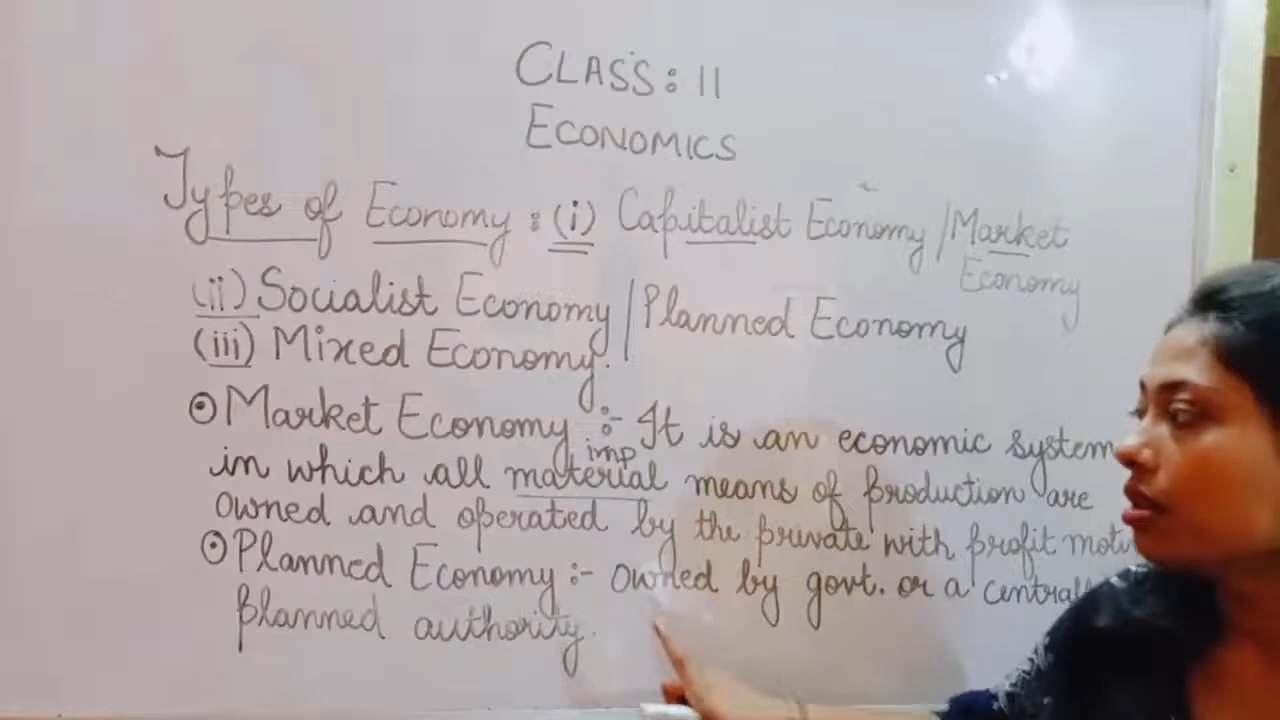 CLASS: 11
ECONOMICS
Types of Economy: (i) Capitalist Economy/Market
Economy
(ii) Socialist Economy/Planned Economy
(iii) Mixed Economy.
⊙ Market Economy :- It is an economic system
imp
in which all material means of production are
owned and operated by the private with profit
⊙ Planned Economy :- owned by govt. or a
planned authority.